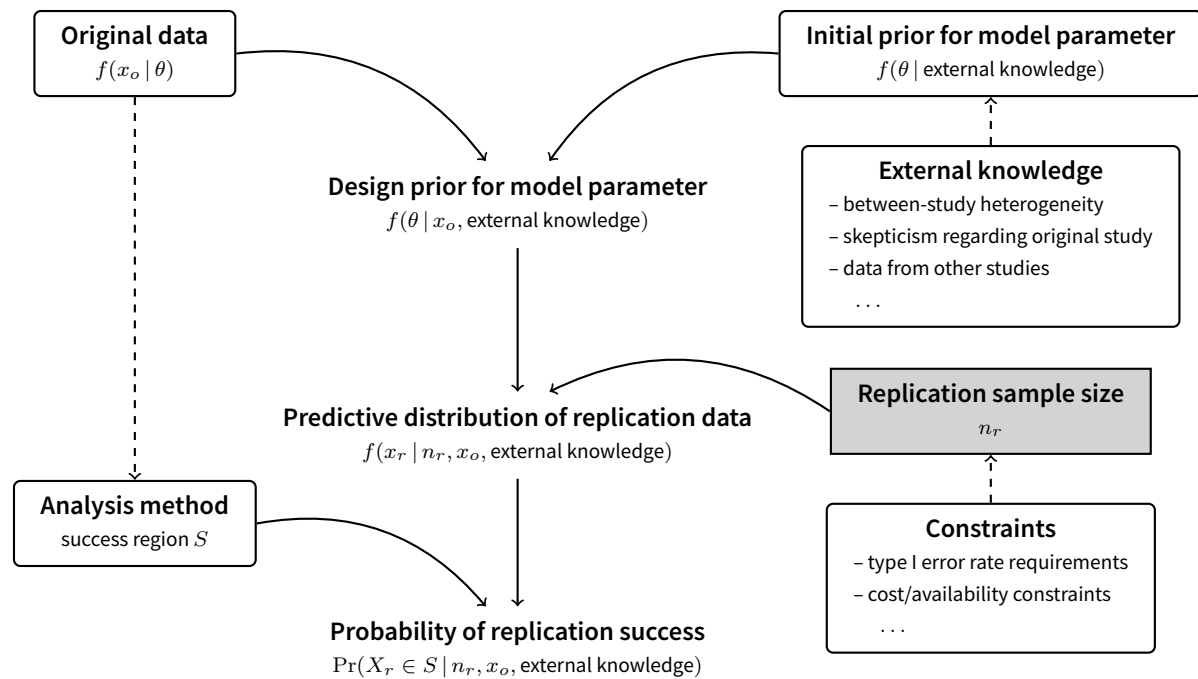 Original data
f(x_o | θ)
Initial prior for model parameter
f(θ | external knowledge)
External knowledge
– between-study heterogeneity
– skepticism regarding original study
– data from other studies
. . .
Design prior for model parameter
f(θ | x_o, external knowledge)
Replication sample size
n_r
Predictive distribution of replication data
f(x_r | n_r, x_o, external knowledge)
Analysis method
success region S
Constraints
– type I error rate requirements
– cost/availability constraints
. . .
Probability of replication success
Pr(X_r ∈ S | n_r, x_o, external knowledge)